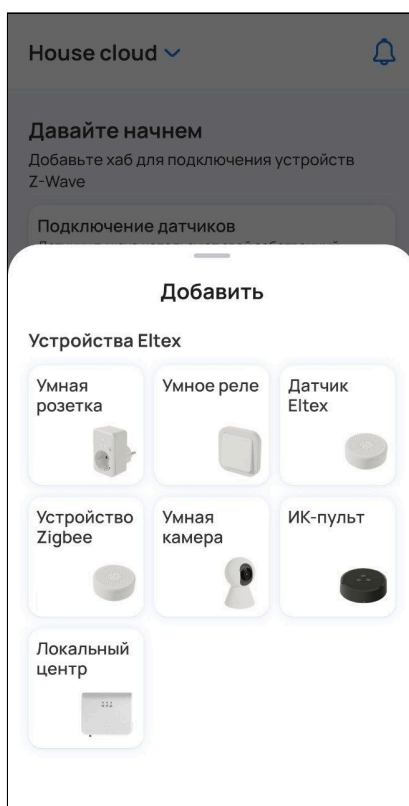 House cloud
Давайте начнем
Добавьте хаб для подключения устройств
Z-Wave
Подключение датчиков
Добавить
Устройства Eltex
Умная
розетка
Умное реле
Датчик
Eltex
Устройство
Zigbee
Умная
камера
ИК-пульт
Локальный
центр